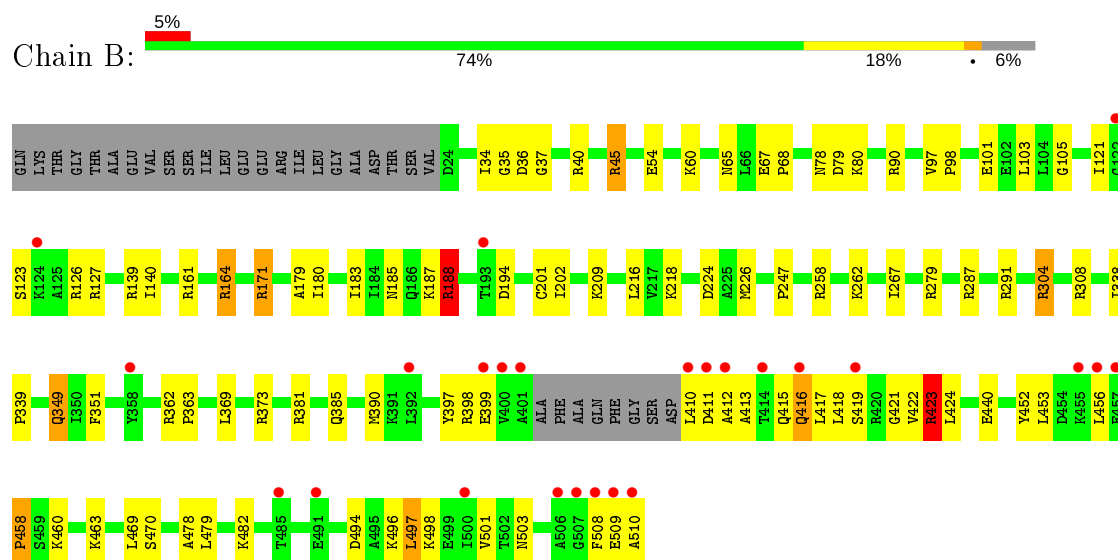 5%
Chain B:
74% 18% • 6%
GLN LYS THR GLY THR ALA GLU VAL SER SER ILE LEU GLU GLU ARG ILE LEU GLY ALA ASP THR SER VAL D24 I34 G35 D36 G37 R40 R45 E54 K60 N65 L66 E67 P68 N78 D79 K80 R90 V97 P98 E101 E102 L103 L104 G105 I121
S123 K124 A125 R126 R127 R139 I140 R161 R164 R171 A179 I180 I183 I184 N185 Q186 K187 R188 T193 D194 C201 I202 K209 L216 V217 K218 D224 A225 M226 P247 R258 K262 I267 R279 R287 R291 R304 R308
P339 Q349 I350 F351 Y358 R362 P363 L369 R373 R381 Q385 M390 K391 L392 Y397 R398 E399 V400 A401 ALA PHE ALA GLN PHE GLY SER ASP L410 D411 A412 A413 T414 Q415 Q416 L417 L418 S419 R420 G421 V422 R423 L424 E440 Y452 L453 D454 K455 L456
P458 S459 K460 K463 L469 S470 A478 L479 K482 T485 E491 D494 A495 K496 L497 K498 E499 I500 V501 T502 N503 A506 G507 F508 E509 A510